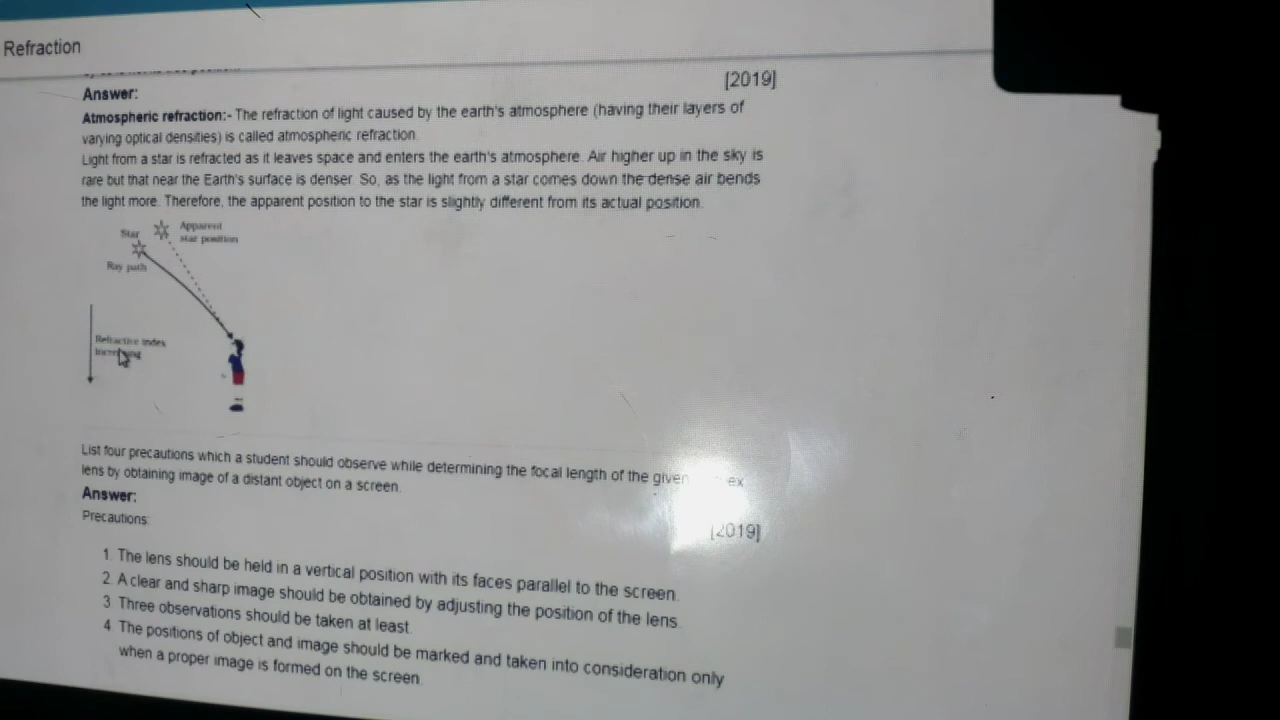 Refraction
[2019]
Answer:
Atmospheric refraction:- The refraction of light caused by the earth's atmosphere (having their layers of
varying optical densities) is called atmospheric refraction.
Light from a star is refracted as it leaves space and enters the earth's atmosphere. Air higher up in the sky is
rare but that near the Earth's surface is denser. So, as the light from a star comes down the dense air bends
the light more. Therefore, the apparent position to the star is slightly different from its actual position.
Star
Apparent
star position
Ray path
Refractive index
List four precautions which a student should observe while determining the focal length of the given
lens by obtaining image of a distant object on a screen.
Answer:
[2019]
Precautions:
1. The lens should be held in a vertical position with its faces parallel to the screen.
2. A clear and sharp image should be obtained by adjusting the position of the lens.
3. Three observations should be taken at least.
4. The positions of object and image should be marked and taken into consideration only
when a proper image is formed on the screen.